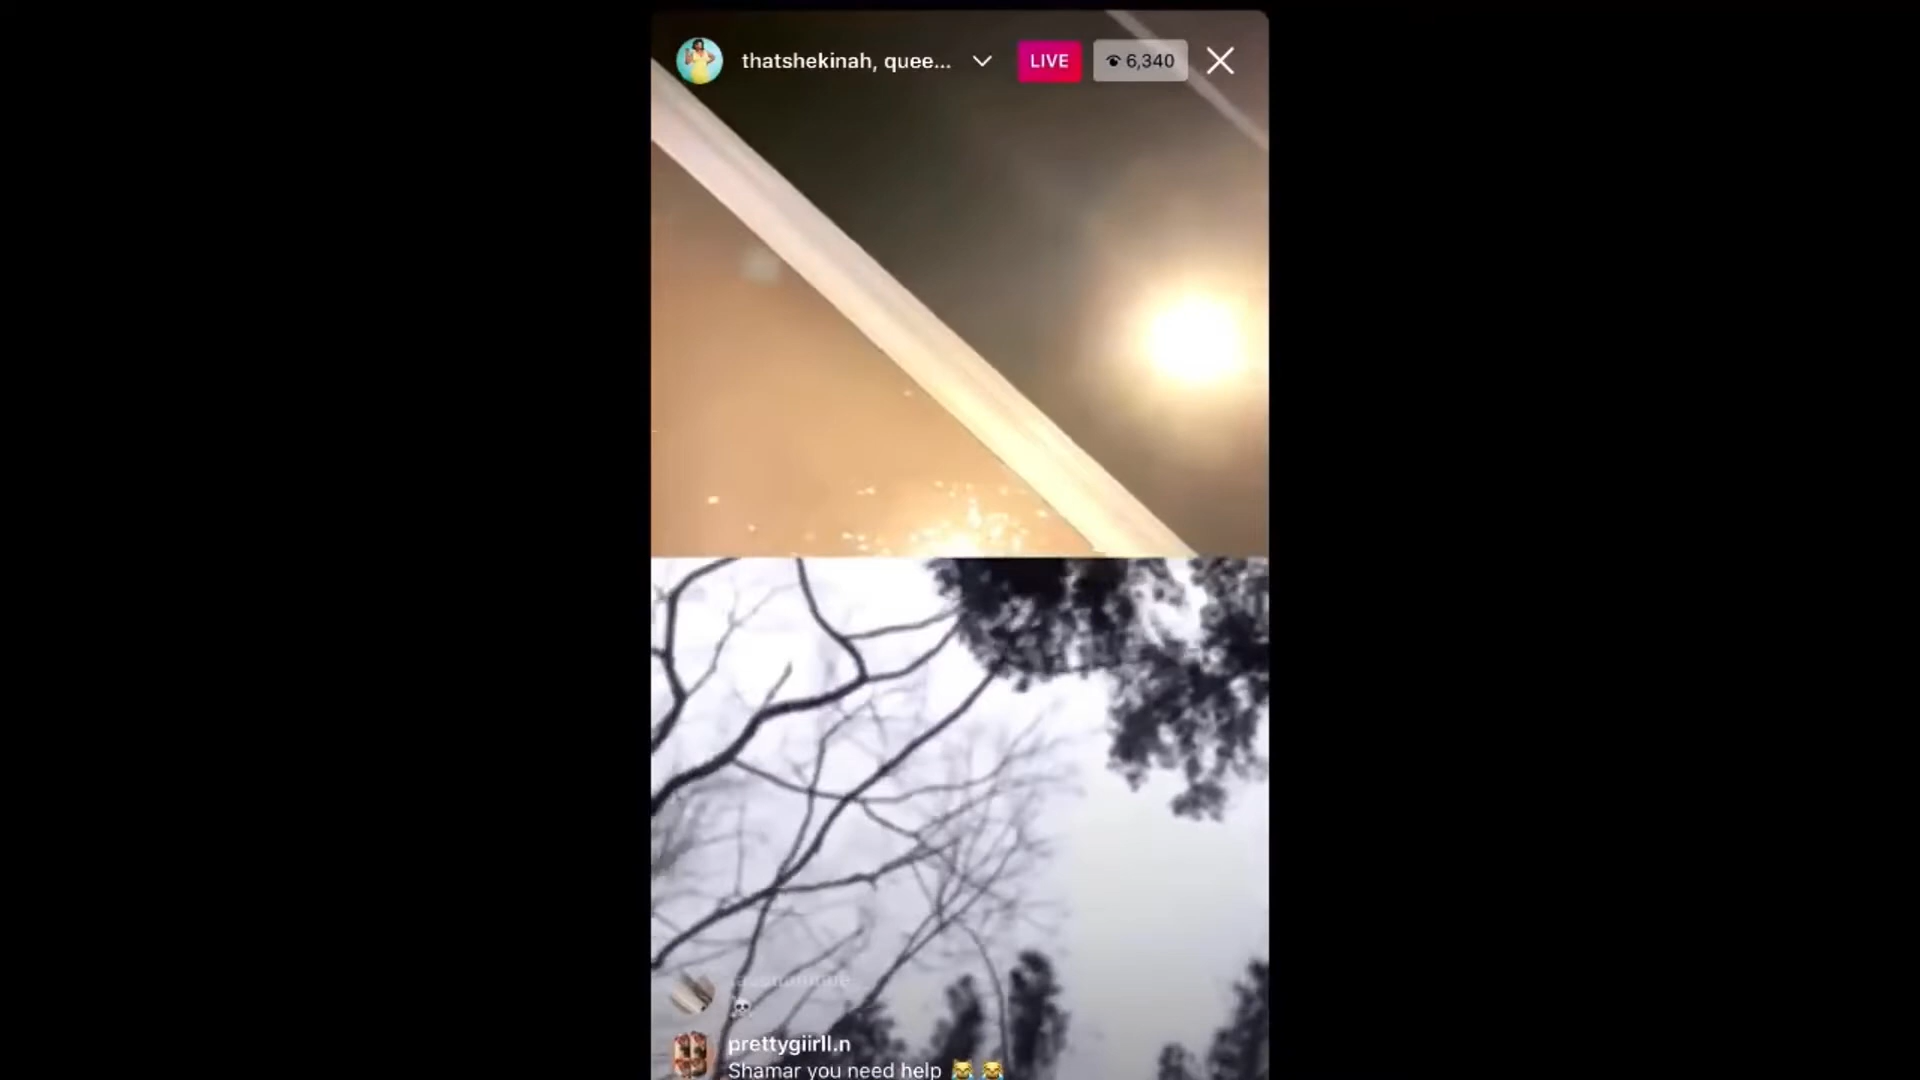 thatshekinah, quee...
LIVE
6,340
prettygiirll.n
Shamar you need help 😹 😹